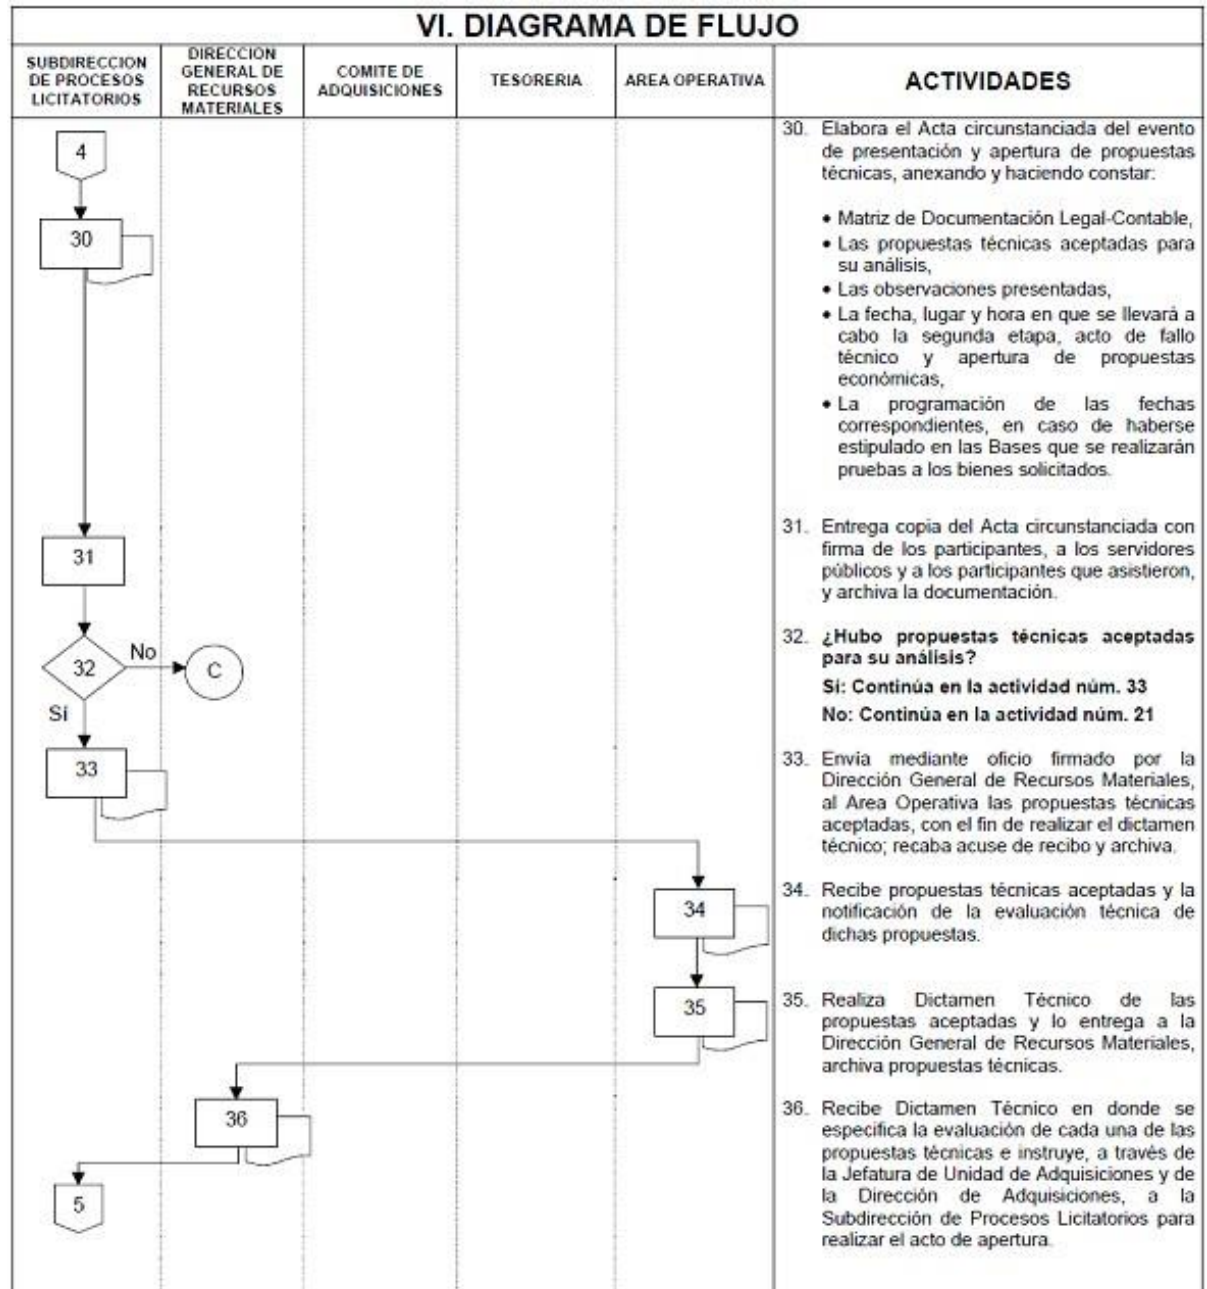 VI. DIAGRAMA DE FLUJO
SUBDIRECCION
DE PROCESOS
LICITATORIOS
DIRECCION
GENERAL DE
RECURSOS
MATERIALES
COMITE DE
ADQUISICIONES
TESORERIA
AREA OPERATIVA
ACTIVIDADES
4
30
31
32
No
C
Sí
33
34
35
36
5
30. Elabora el Acta circunstanciada del evento
de presentación y apertura de propuestas
técnicas, anexando y haciendo constar:
• Matriz de Documentación Legal-Contable,
• Las propuestas técnicas aceptadas para
su análisis,
• Las observaciones presentadas,
• La fecha, lugar y hora en que se llevará a
cabo la segunda etapa, acto de fallo
técnico y apertura de propuestas
económicas,
• La programación de las fechas
correspondientes, en caso de haberse
estipulado en las Bases que se realizarán
pruebas a los bienes solicitados.
31. Entrega copia del Acta circunstanciada con
firma de los participantes, a los servidores
públicos y a los participantes que asistieron,
y archiva la documentación.
32. ¿Hubo propuestas técnicas aceptadas
para su análisis?
Sí: Continúa en la actividad núm. 33
No: Continúa en la actividad núm. 21
33. Envía mediante oficio firmado por la
Dirección General de Recursos Materiales,
al Area Operativa las propuestas técnicas
aceptadas, con el fin de realizar el dictamen
técnico; recaba acuse de recibo y archiva.
34. Recibe propuestas técnicas aceptadas y la
notificación de la evaluación técnica de
dichas propuestas.
35. Realiza Dictamen Técnico de las
propuestas aceptadas y lo entrega a la
Dirección General de Recursos Materiales,
archiva propuestas técnicas.
36. Recibe Dictamen Técnico en donde se
especifica la evaluación de cada una de las
propuestas técnicas e instruye, a través de
la Jefatura de Unidad de Adquisiciones y de
la Dirección de Adquisiciones, a la
Subdirección de Procesos Licitatorios para
realizar el acto de apertura.